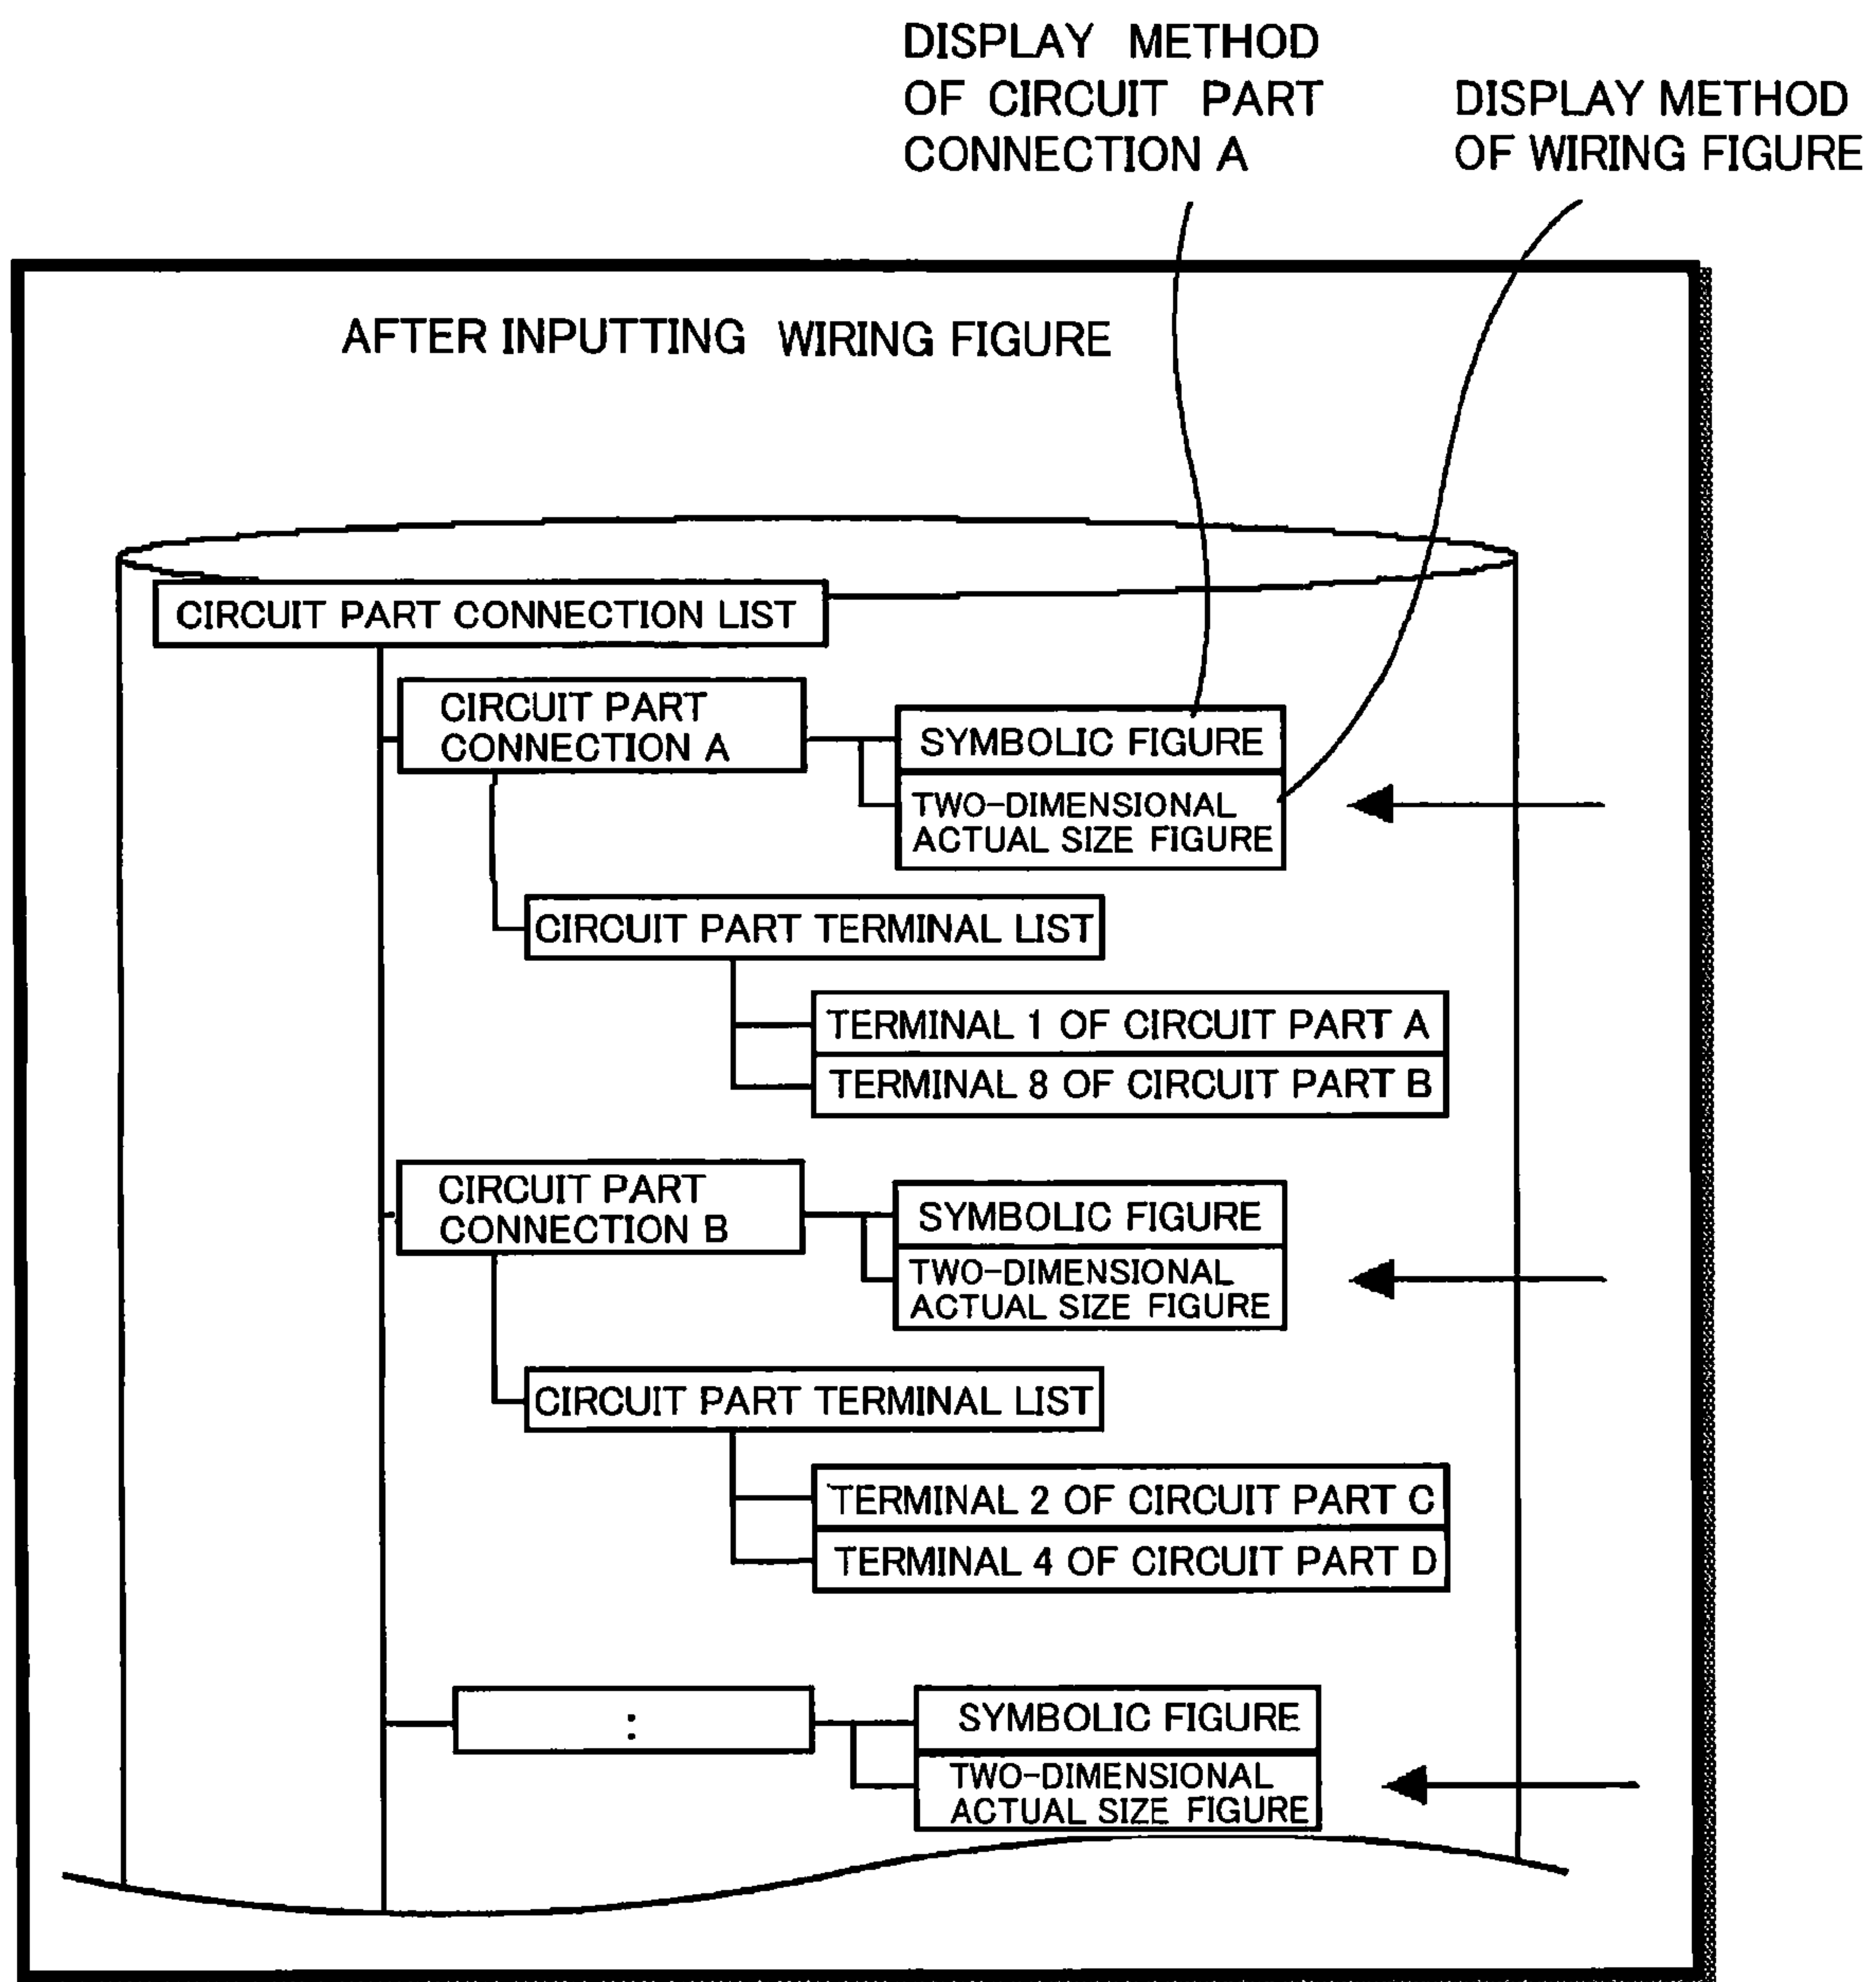 DISPLAY METHOD
OF CIRCUIT PART
CONNECTION A
DISPLAY METHOD
OF WIRING FIGURE
AFTER INPUTTING WIRING FIGURE
CIRCUIT PART CONNECTION LIST
CIRCUIT PART
CONNECTION A
SYMBOLIC FIGURE
TWO-DIMENSIONAL
ACTUAL SIZE FIGURE
CIRCUIT PART TERMINAL LIST
TERMINAL 1 OF CIRCUIT PART A
TERMINAL 8 OF CIRCUIT PART B
CIRCUIT PART
CONNECTION B
SYMBOLIC FIGURE
TWO-DIMENSIONAL
ACTUAL SIZE FIGURE
CIRCUIT PART TERMINAL LIST
TERMINAL 2 OF CIRCUIT PART C
TERMINAL 4 OF CIRCUIT PART D
:
SYMBOLIC FIGURE
TWO-DIMENSIONAL
ACTUAL SIZE FIGURE